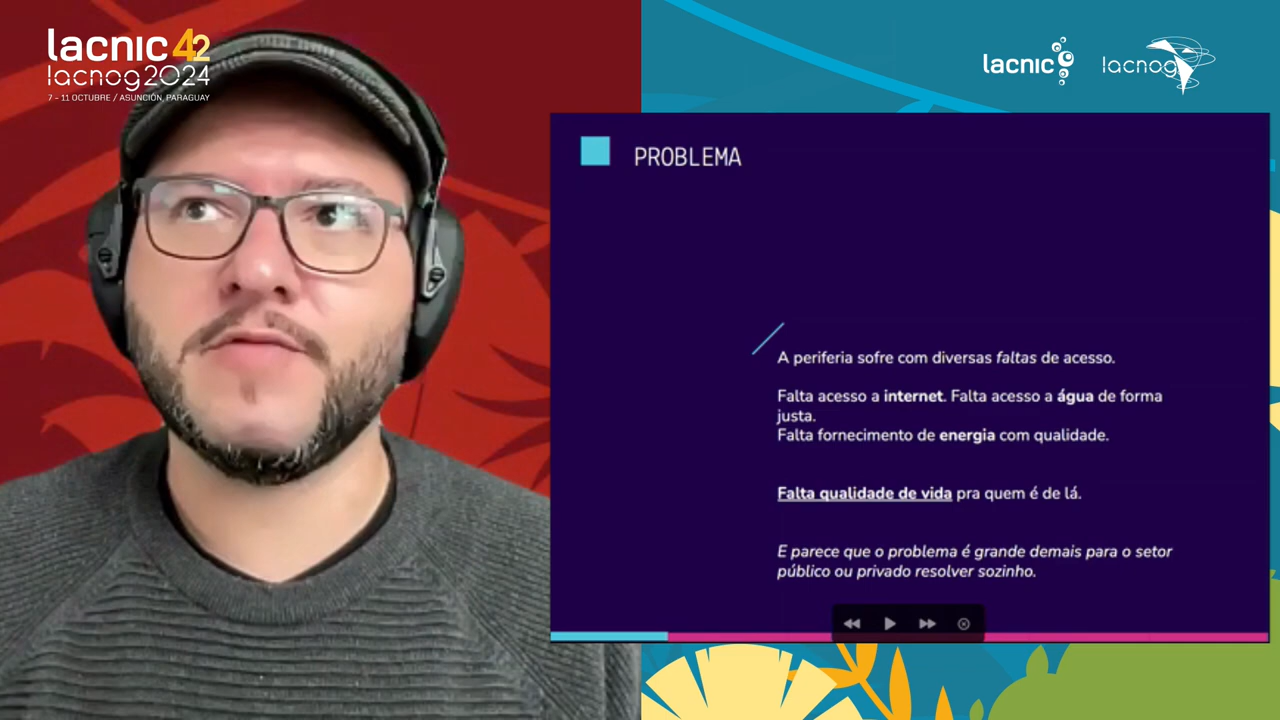 lacnic 42
lacnog2024
7 - 11 OCTUBRE / ASUNCIÓN, PARAGUAY
lacnic
lacnog
PROBLEMA
A periferia sofre com diversas faltas de acesso.
Falta acesso a internet. Falta acesso a água de forma
justa.
Falta fornecimento de energia com qualidade.
Falta qualidade de vida pra quem é de lá.
E parece que o problema é grande demais para o setor
público ou privado resolver sozinho.